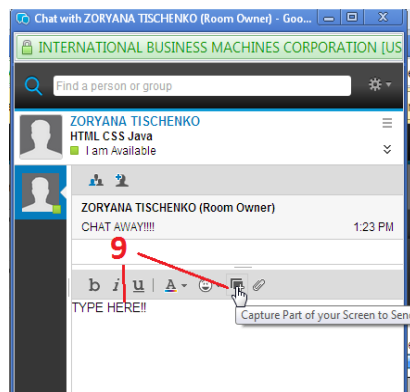 Chat with ZORYANA TISCHENKO (Room Owner) - Goo...
INTERNATIONAL BUSINESS MACHINES CORPORATION [US
Find a person or group
ZORYANA TISCHENKO
HTML CSS Java
I am Available
ZORYANA TISCHENKO (Room Owner)
CHAT AWAY!!!! 1:23 PM
9
b i u A
TYPE HERE!!
Capture Part of your Screen to Sen